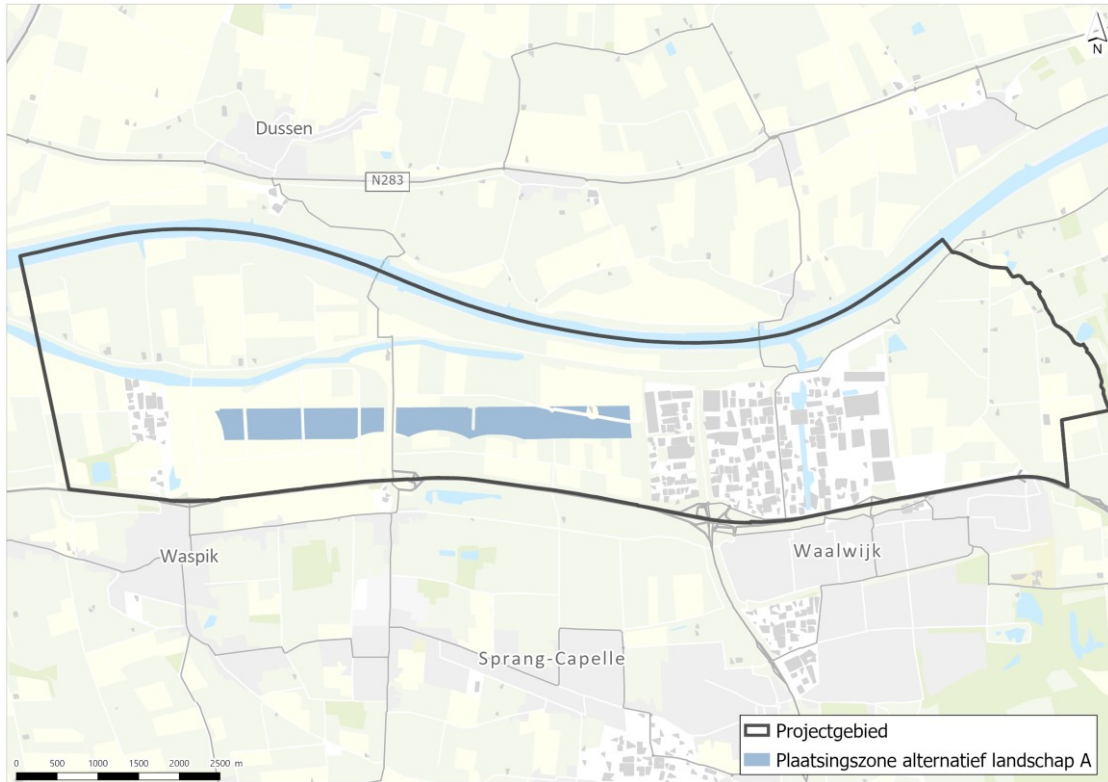 N
Dussen
N283
Waspik
Waalwijk
Sprang-Capelle
Projectgebied
Plaatsingszone alternatief landschap A
0 500 1000 1500 2000 2500 m